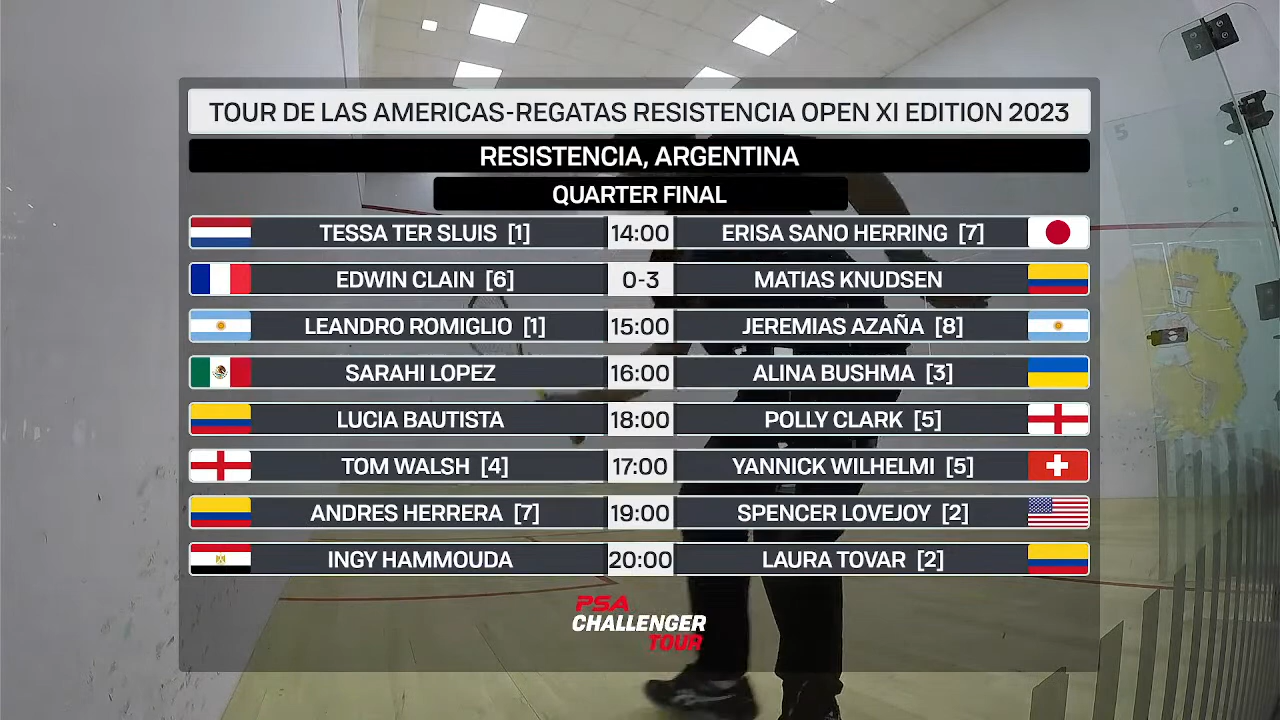 TOUR DE LAS AMERICAS-REGATAS RESISTENCIA OPEN XI EDITION 2023
RESISTENCIA, ARGENTINA
QUARTER FINAL
TESSA TER SLUIS [1] 14:00 ERISA SANO HERRING [7]
EDWIN CLAIN [6] 0-3 MATIAS KNUDSEN
LEANDRO ROMIGLIO [1] 15:00 JEREMIAS AZAÑA [8]
SARAHI LOPEZ 16:00 ALINA BUSHMA [3]
LUCIA BAUTISTA 18:00 POLLY CLARK [5]
TOM WALSH [4] 17:00 YANNICK WILHELMI [5]
ANDRES HERRERA [7] 19:00 SPENCER LOVEJOY [2]
INGY HAMMOUDA 20:00 LAURA TOVAR [2]
PSA
CHALLENGER
TOUR
5